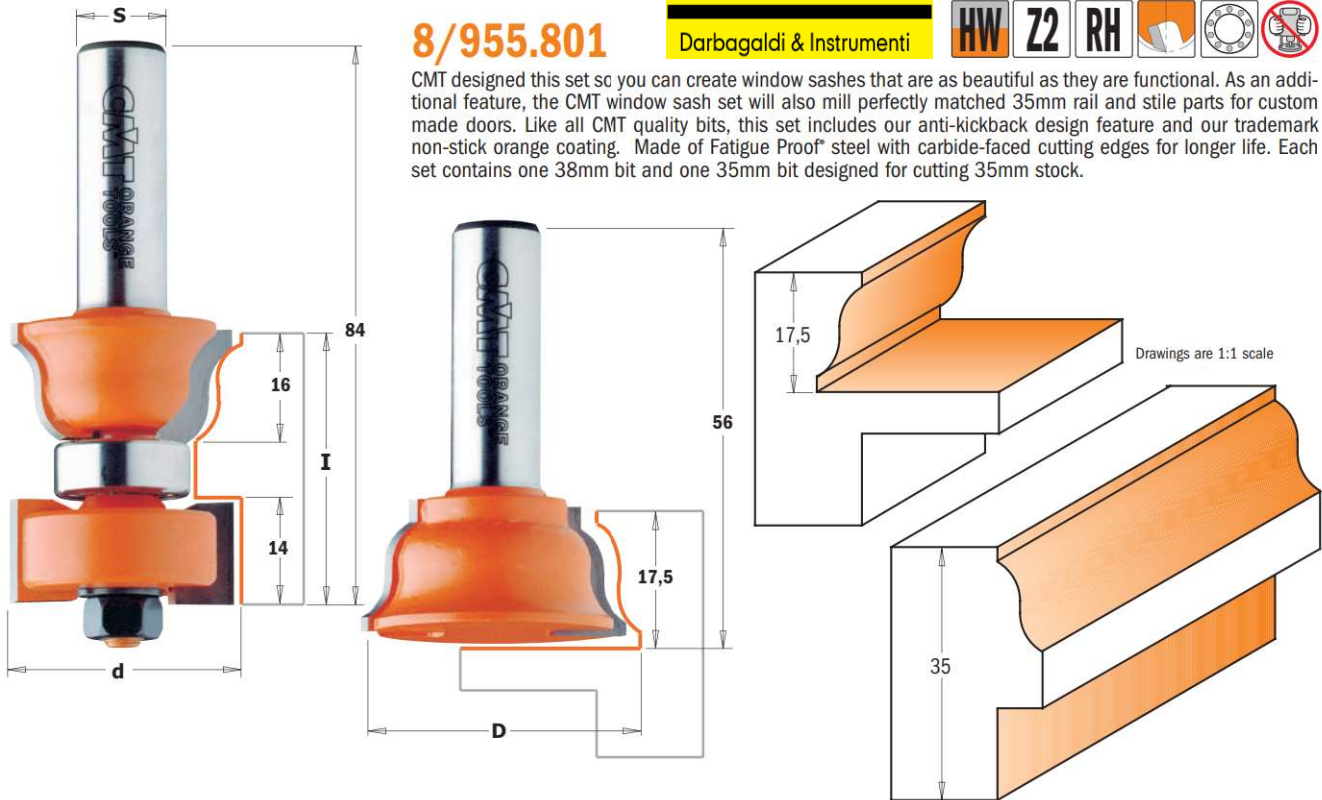 S
8/955.801
Darbagaldi & Instrumenti
HW
Z2
RH
CMT designed this set so you can create window sashes that are as beautiful as they are functional. As an addi-
tional feature, the CMT window sash set will also mill perfectly matched 35mm rail and stile parts for custom
made doors. Like all CMT quality bits, this set includes our anti-kickback design feature and our trademark
non-stick orange coating. Made of Fatigue Proof® steel with carbide-faced cutting edges for longer life. Each
set contains one 38mm bit and one 35mm bit designed for cutting 35mm stock.
CMT ORANGE
TOOLS
84
16
I
14
d
CMT ORANGE
TOOLS
56
17,5
D
17,5
Drawings are 1:1 scale
35